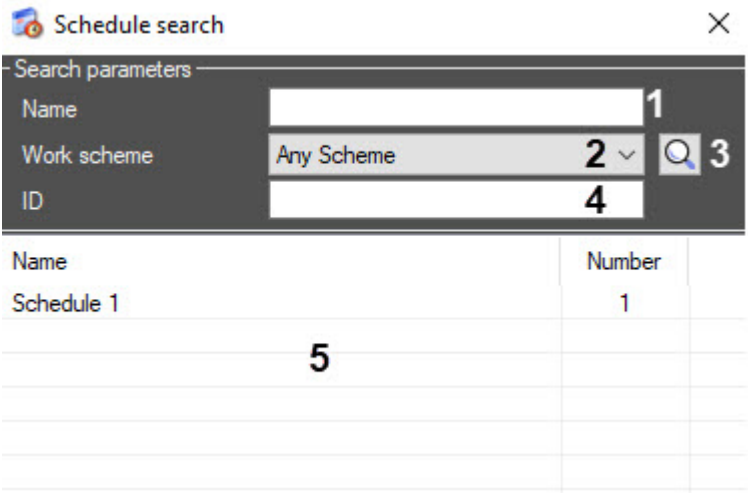 Schedule search
Search parameters
Name 1
Work scheme Any Scheme 2 3
ID 4
Name Number
Schedule 1 1
5